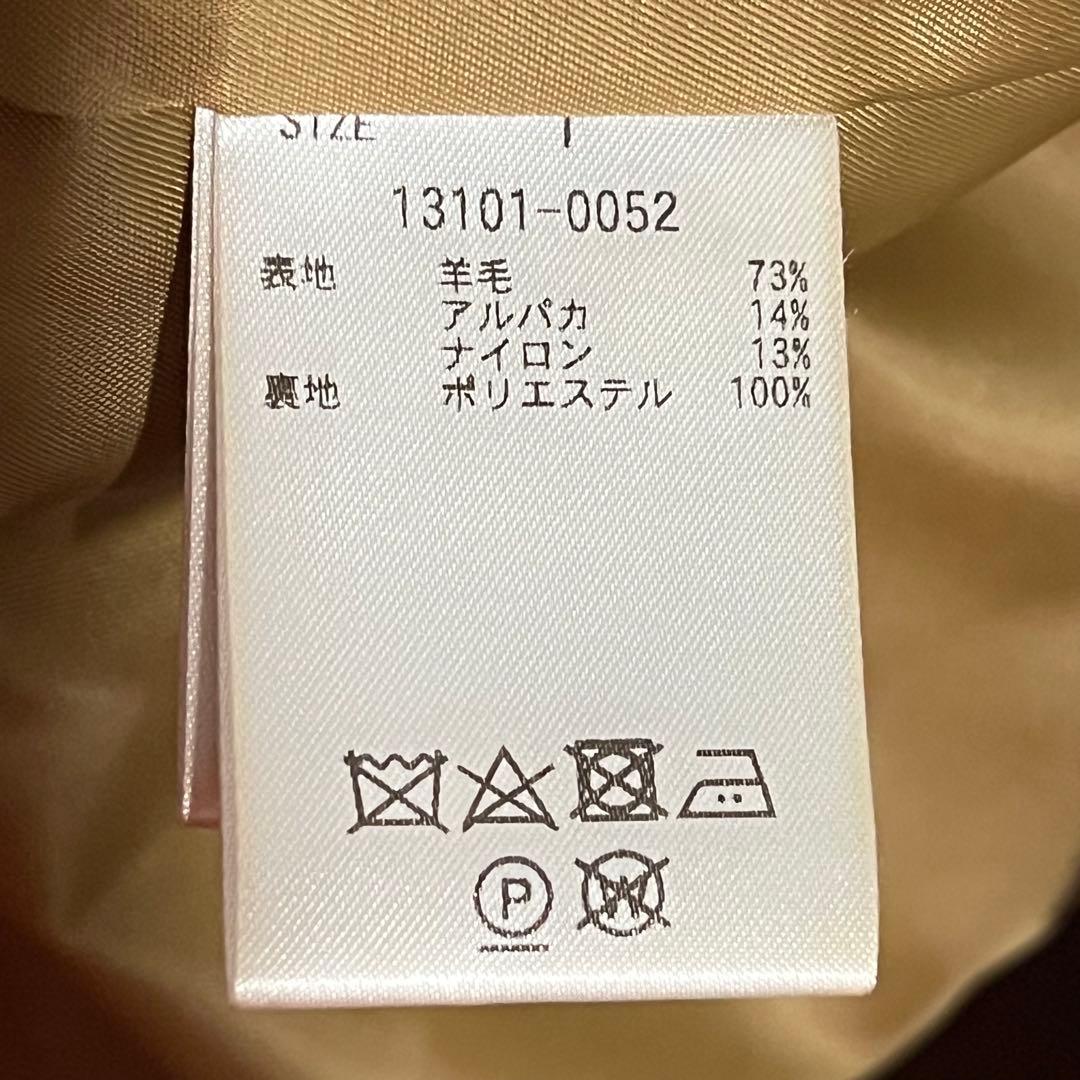 SIZE
13101-0052
表地 羊毛 73%
アルパカ 14%
ナイロン 13%
裏地 ポリエステル 100%
P
W